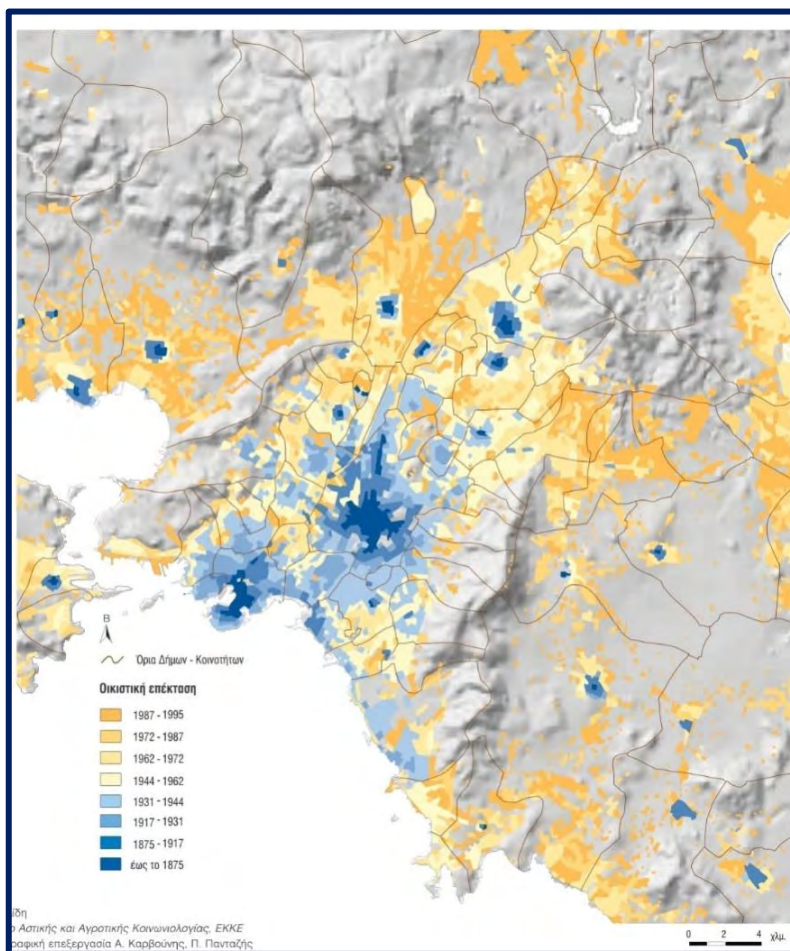 Β
Όρια Δήμων - Κοινοτήτων
Οικιστική επέκταση
1987 - 1995
1972 - 1987
1962 - 1972
1944 - 1962
1931 - 1944
1917 - 1931
1875 - 1917
έως το 1875
Αστικής και Αγροτικής Κοινωνιολογίας, ΕΚΚΕ
επεξεργασία Α. Καρβούνης, Π. Πανταζής
0 2 4 χλμ.